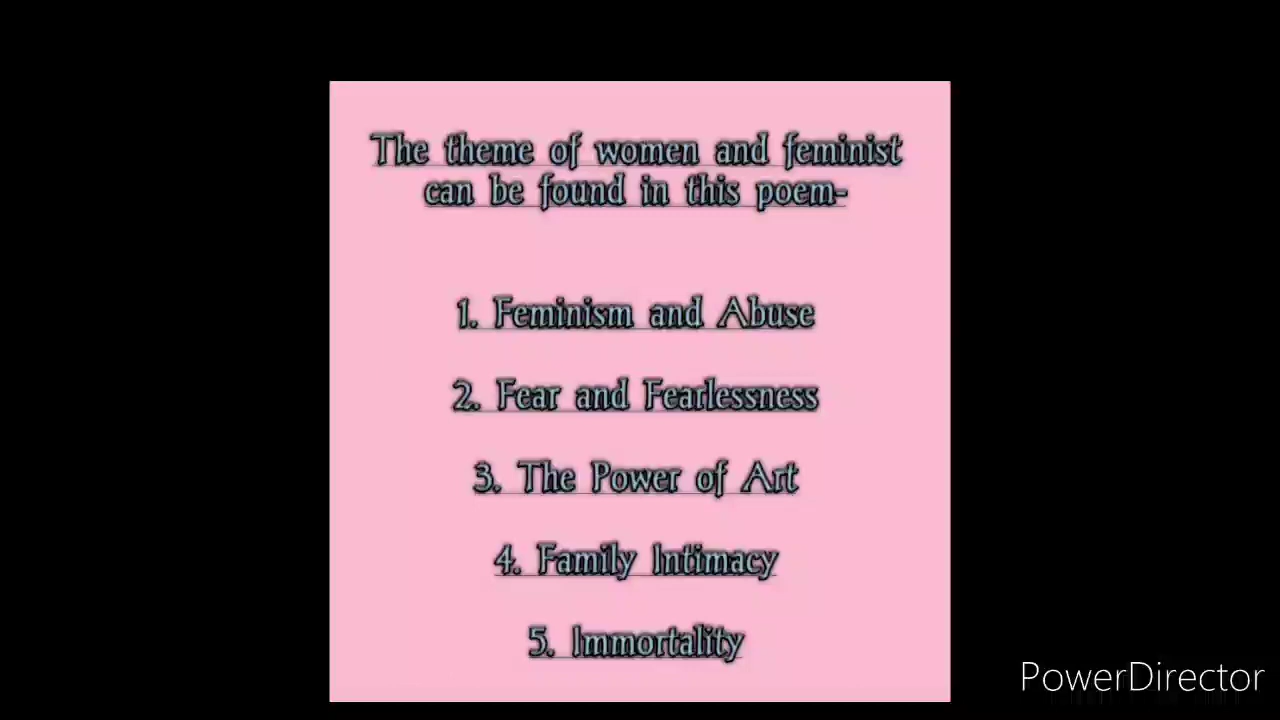 The theme of women and feminist
can be found in this poem-
1. Feminism and Abuse
2. Fear and Fearlessness
3. The Power of Art
4. Family Intimacy
5. Immortality
PowerDirector